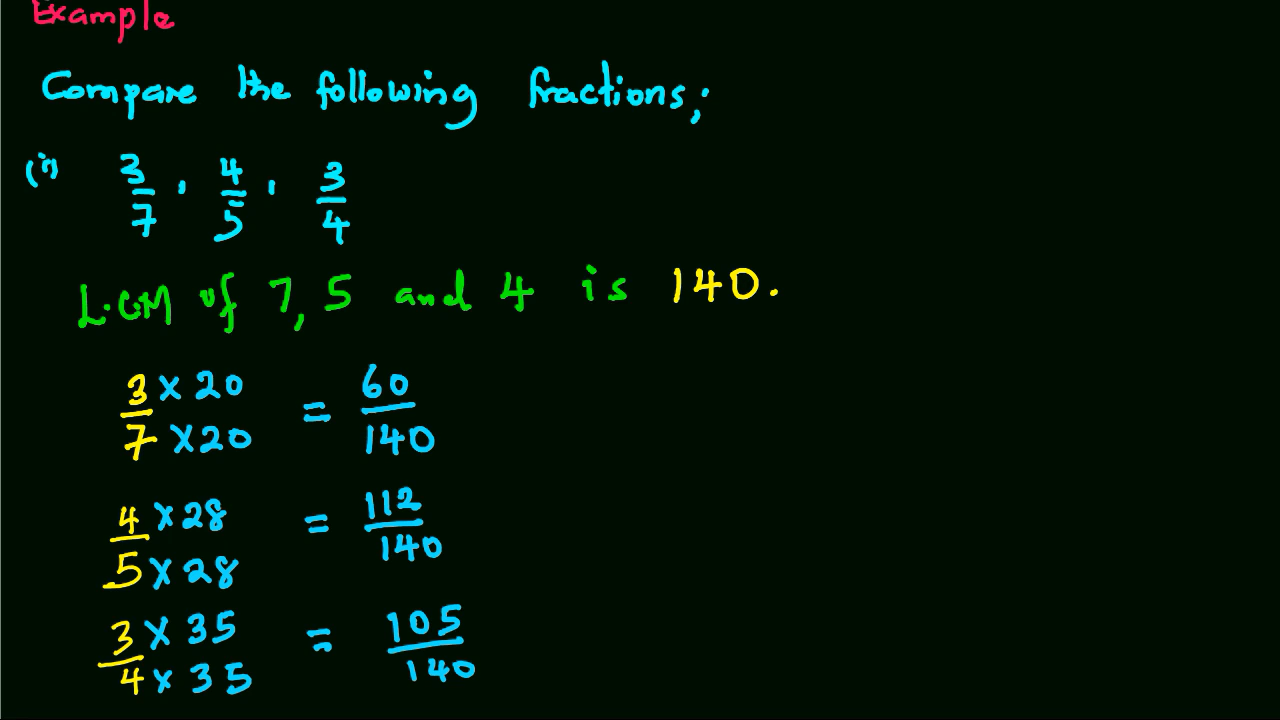 Example
Compare the following fractions;
(i) 3/7, 4/5, 3/4
L.CM of 7, 5 and 4 is 140.
3 × 20 / 7 × 20 = 60/140
4 × 28 / 5 × 28 = 112/140
3 × 35 / 4 × 35 = 105/140